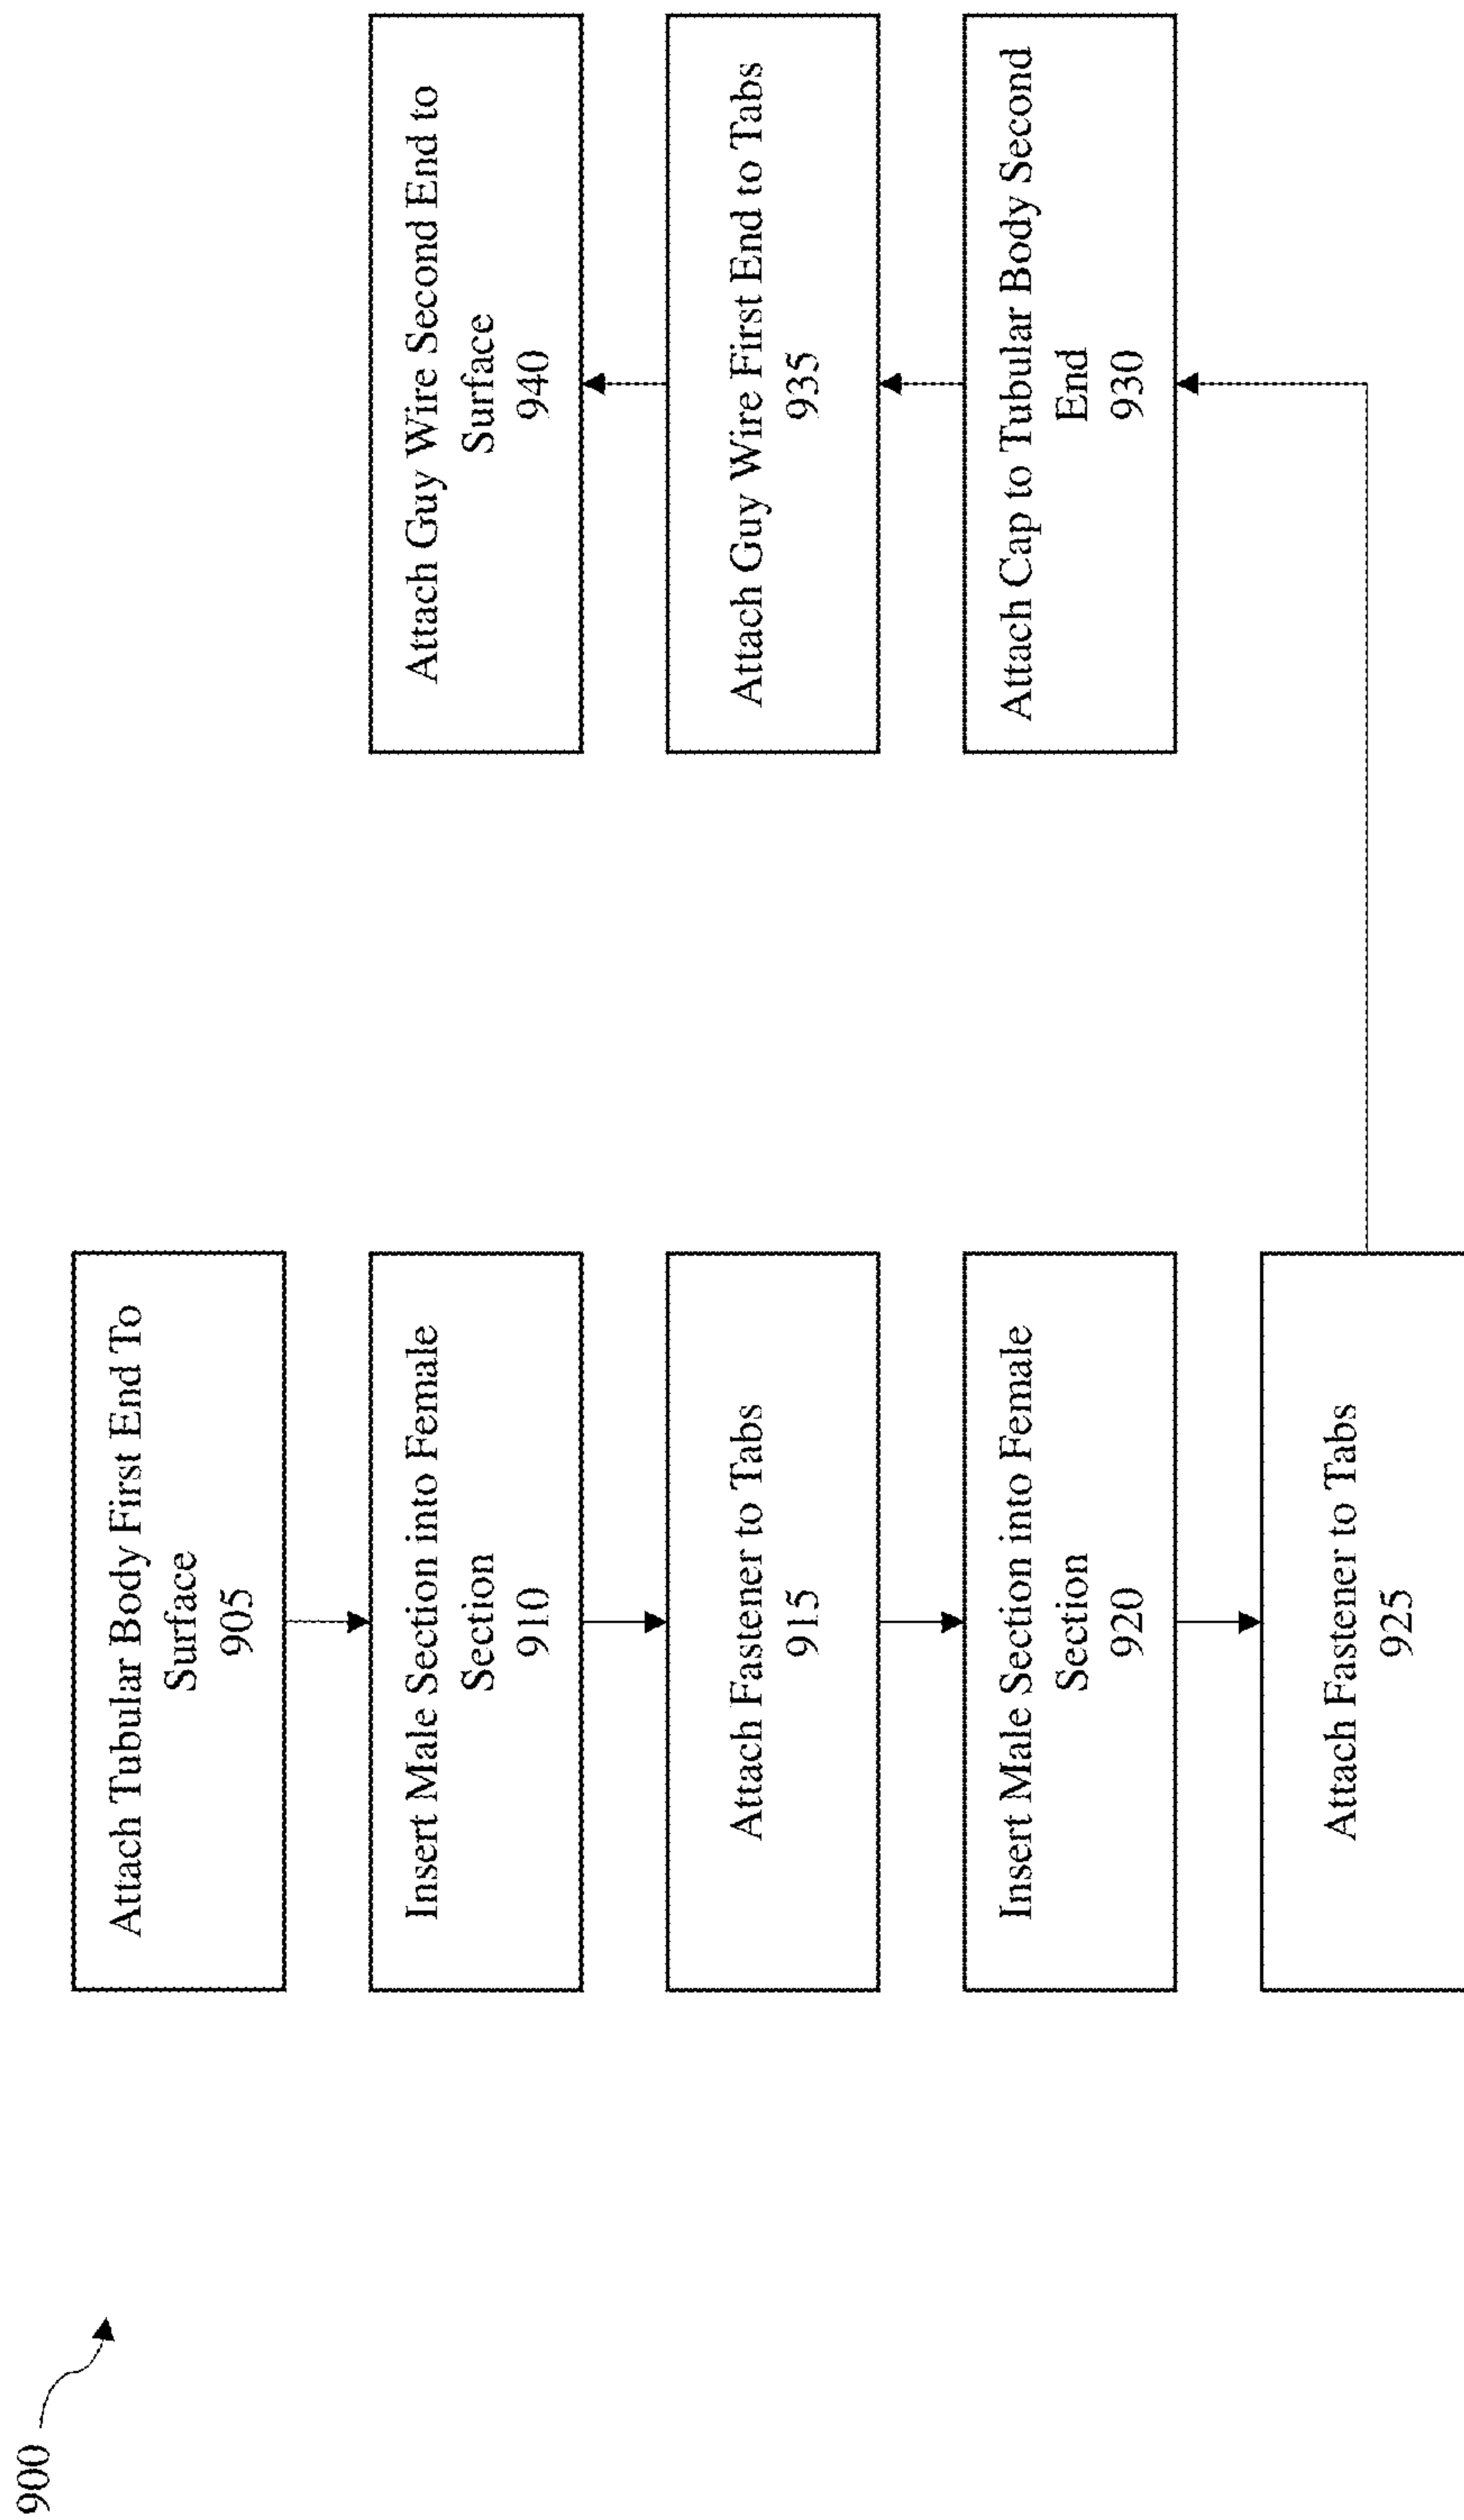 900
Attach Tubular Body First End To
Surface
905
Insert Male Section into Female
Section
910
Attach Fastener to Tabs
915
Insert Male Section into Female
Section
920
Attach Fastener to Tabs
925
Attach Cap to Tubular Body Second
End
930
Attach Guy Wire First End to Tabs
935
Attach Guy Wire Second End to
Surface
940